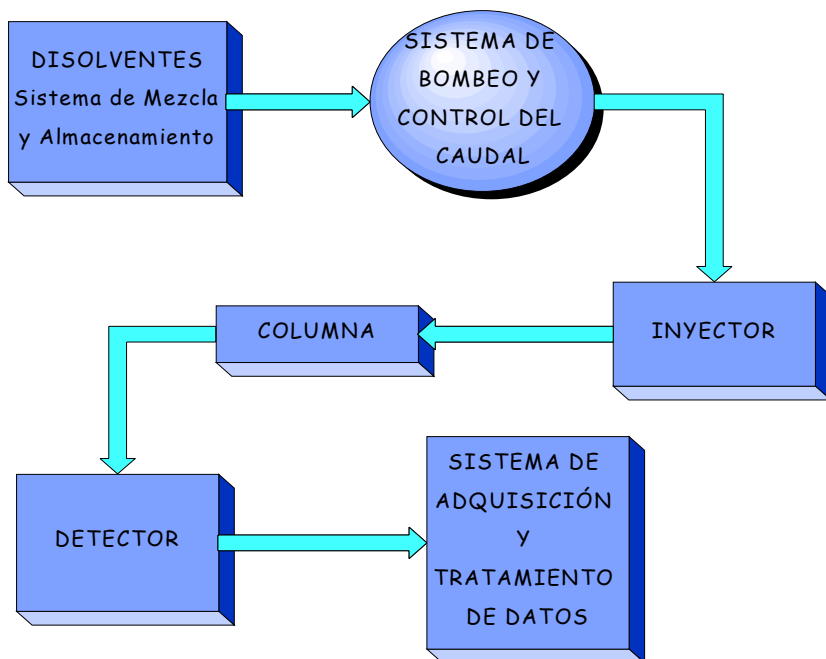 DISOLVENTES
Sistema de Mezcla
y Almacenamiento
SISTEMA DE
BOMBEO Y
CONTROL DEL
CAUDAL
INYECTOR
COLUMNA
DETECTOR
SISTEMA DE
ADQUISICIÓN
Y
TRATAMIENTO
DE DATOS